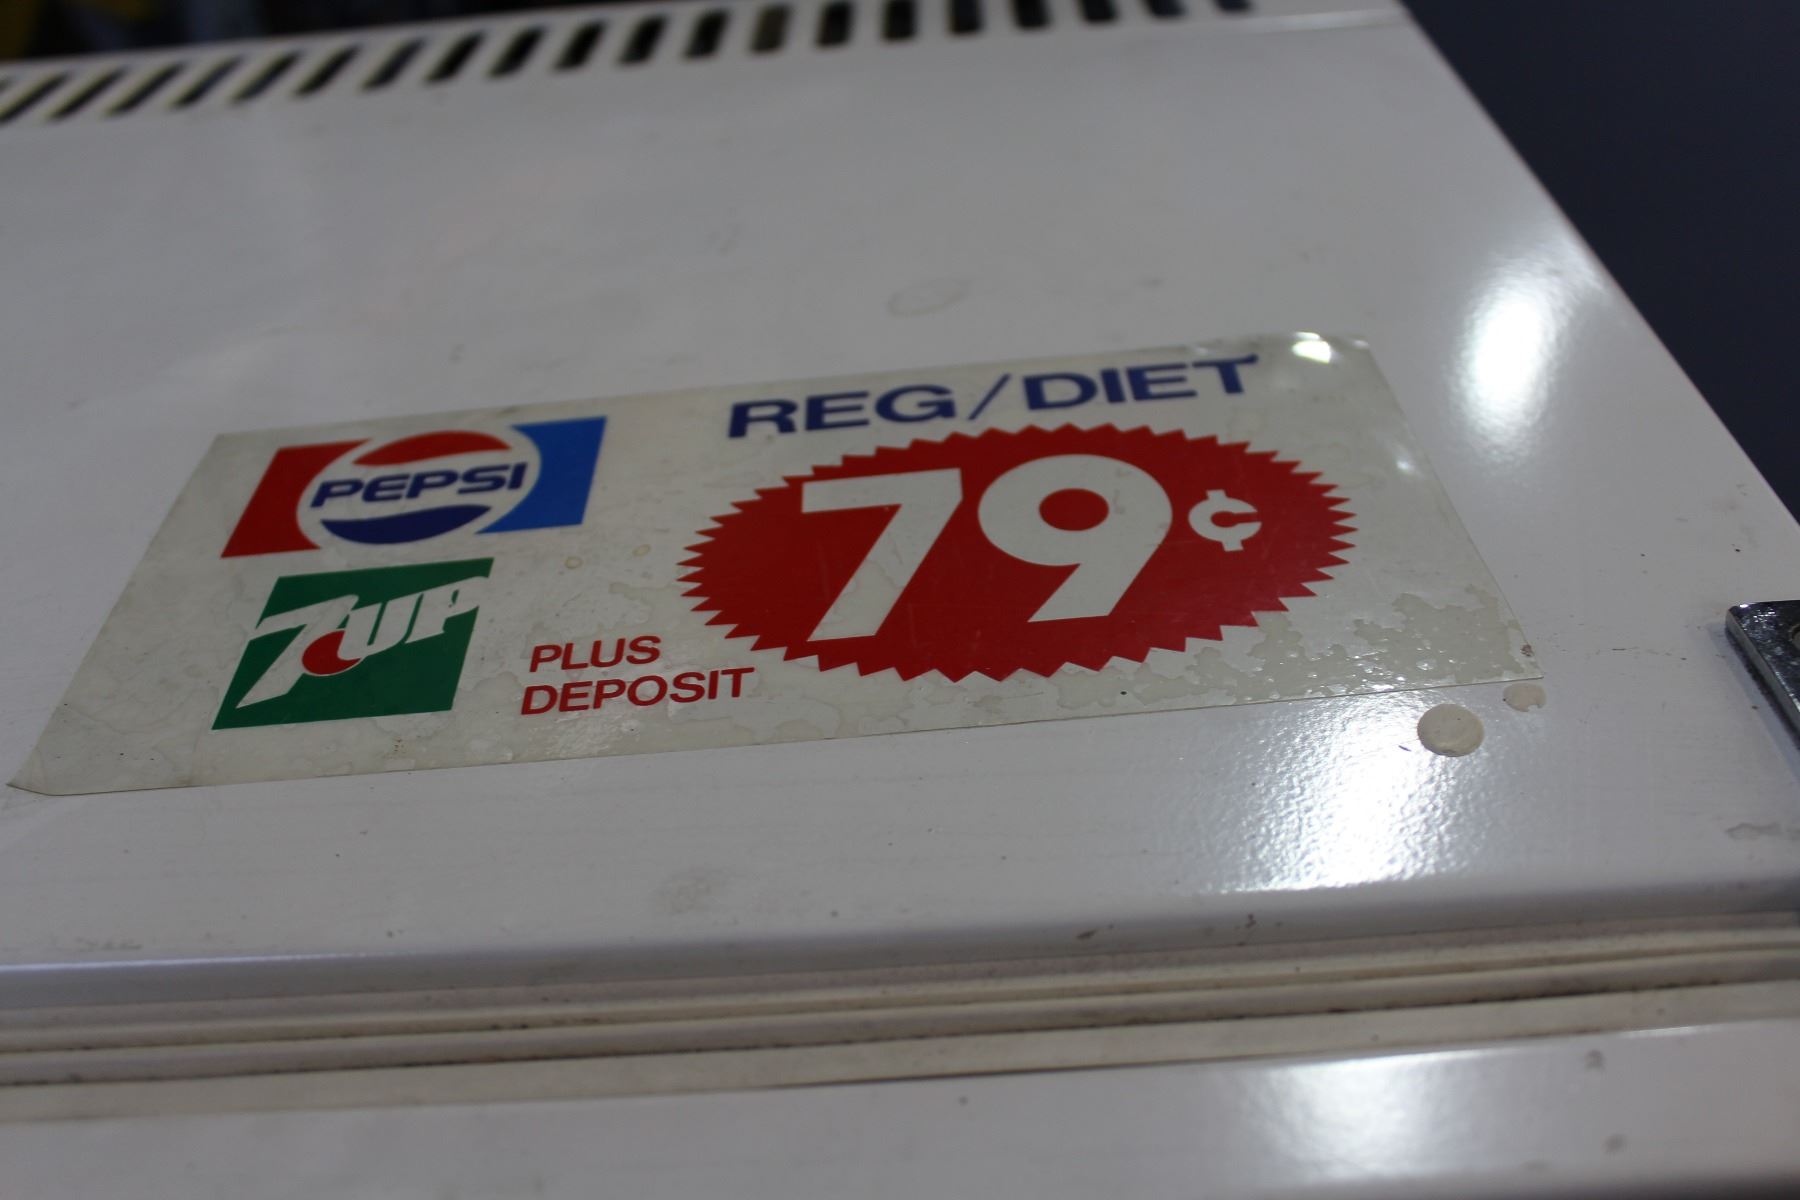 REG/DIET
PEPSI
79¢
7UP
PLUS
DEPOSIT